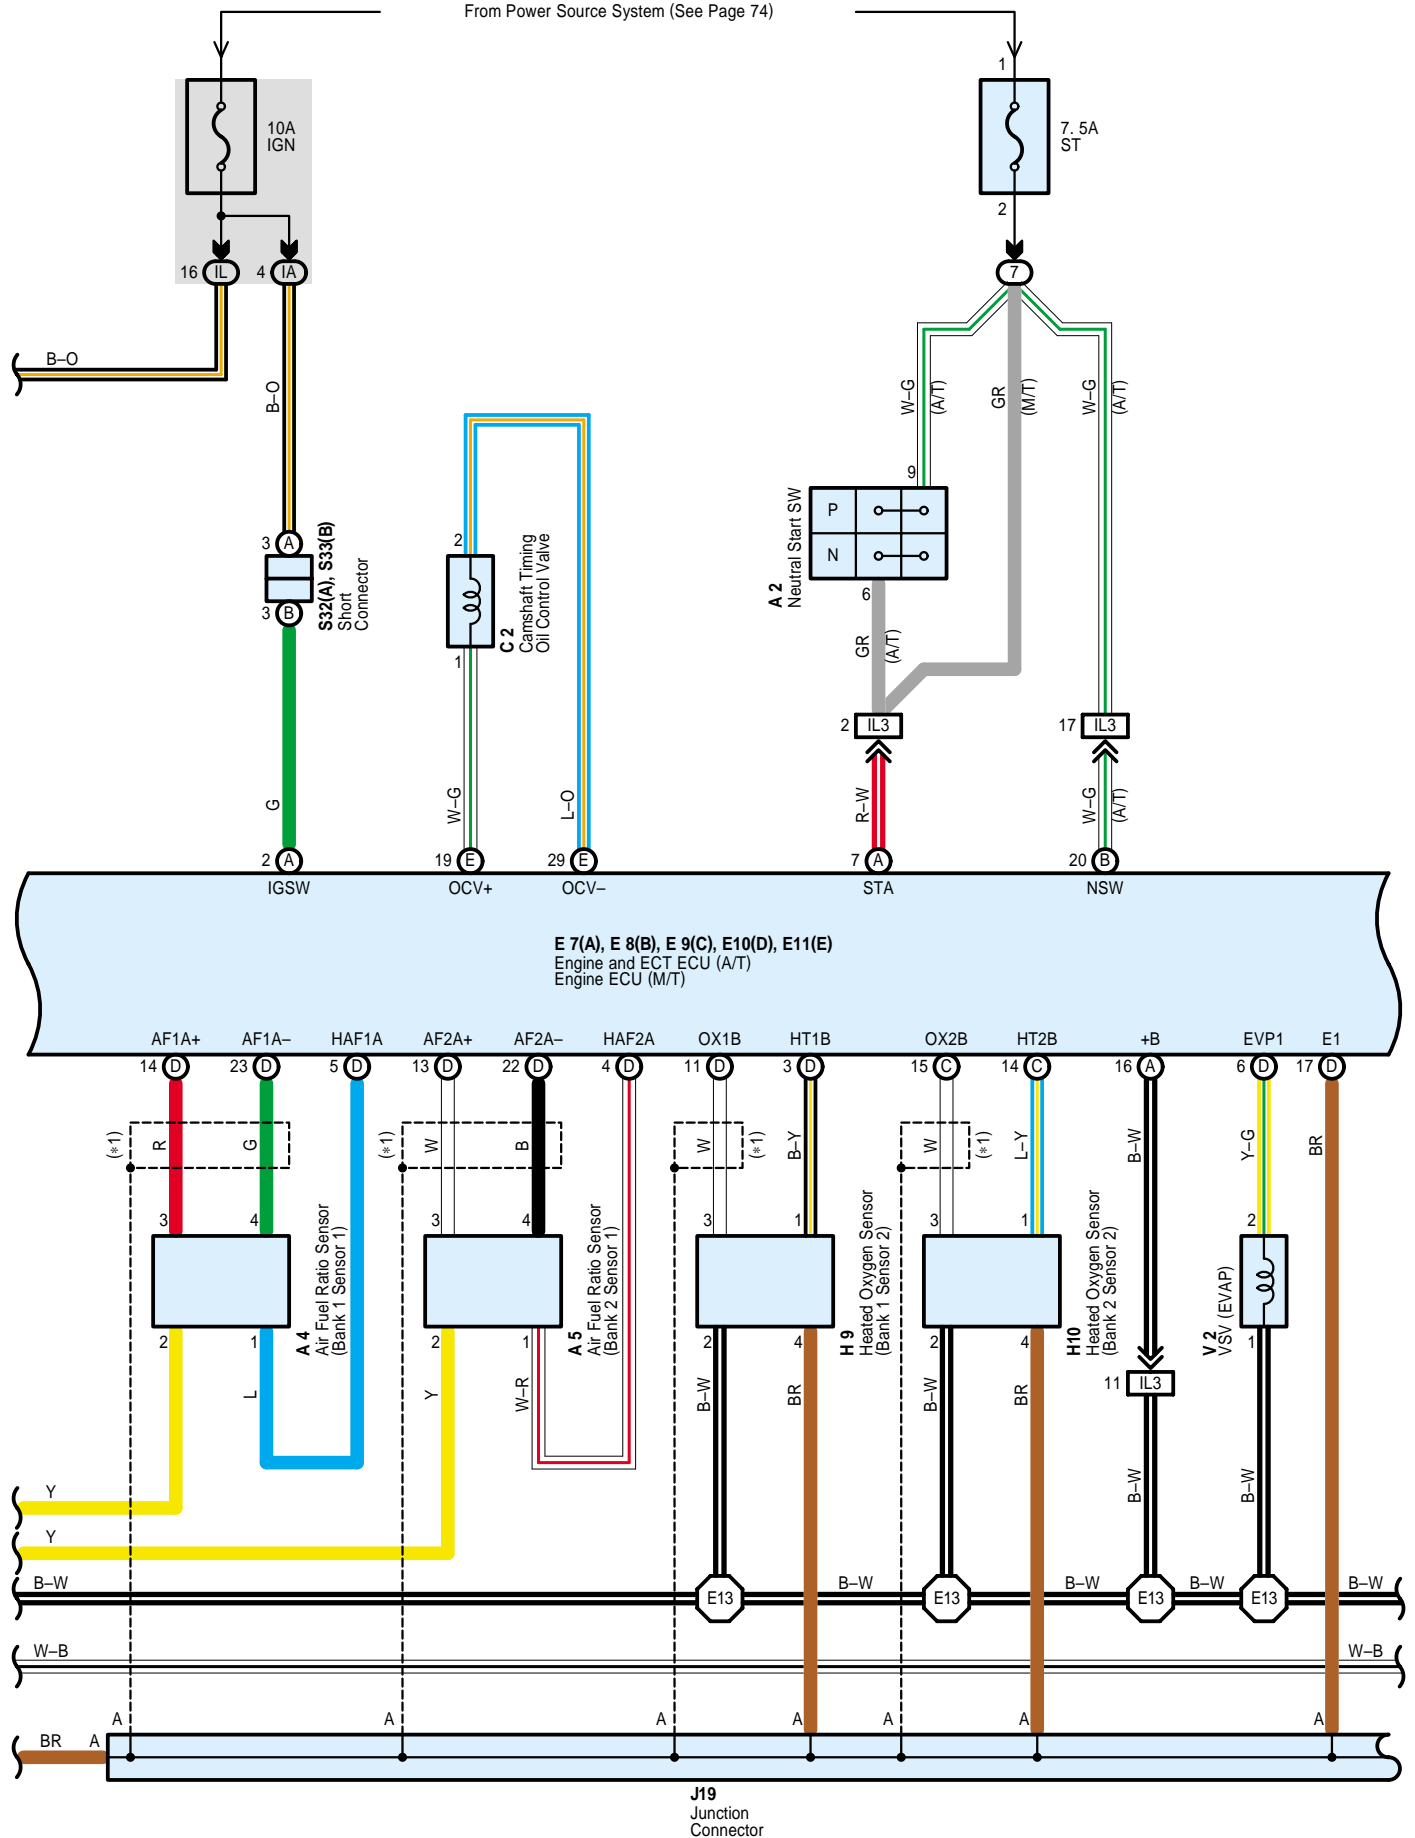 From Power Source System (See Page 74)
1
10A
IGN
7. 5A
ST
2
16 IL
4 IA
7
B–O
B–O
W–G
(A/T)
GR
(M/T)
W–G
(A/T)
9
P
N
A 2
Neutral Start SW
6
GR
(A/T)
3 A
3 B
S32(A), S33(B)
Short
Connector
2
1
C 2
Camshaft Timing
Oil Control Valve
2 IL3
17 IL3
G
W–G
L–O
R–W
W–G
(A/T)
2 A
19 E
29 E
7 A
20 B
IGSW
OCV+
OCV–
STA
NSW
E 7(A), E 8(B), E 9(C), E10(D), E11(E)
Engine and ECT ECU (A/T)
Engine ECU (M/T)
AF1A+
AF1A–
HAF1A
AF2A+
AF2A–
HAF2A
OX1B
HT1B
OX2B
HT2B
+B
EVP1
E1
14 D
23 D
5 D
13 D
22 D
4 D
11 D
3 D
15 C
14 C
16 A
6 D
17 D
(*1)
R
G
(*1)
W
B
W
(*1)
B–Y
W
(*1)
L–Y
B–W
Y–G
BR
3
4
3
4
3
1
3
1
2
A 4
Air Fuel Ratio Sensor
(Bank 1 Sensor 1)
A 5
Air Fuel Ratio Sensor
(Bank 2 Sensor 1)
H 9
Heated Oxygen Sensor
(Bank 1 Sensor 2)
H10
Heated Oxygen Sensor
(Bank 2 Sensor 2)
V 2
VSV (EVAP)
2
1
2
1
2
4
2
4
1
11 IL3
L
Y
W–R
B–W
BR
B–W
BR
B–W
B–W
Y
Y
B–W
E13
B–W
E13
B–W
E13
B–W
E13
B–W
W–B
W–B
A
A
A
A
A
A
A
BR
A
J19
Junction
Connector